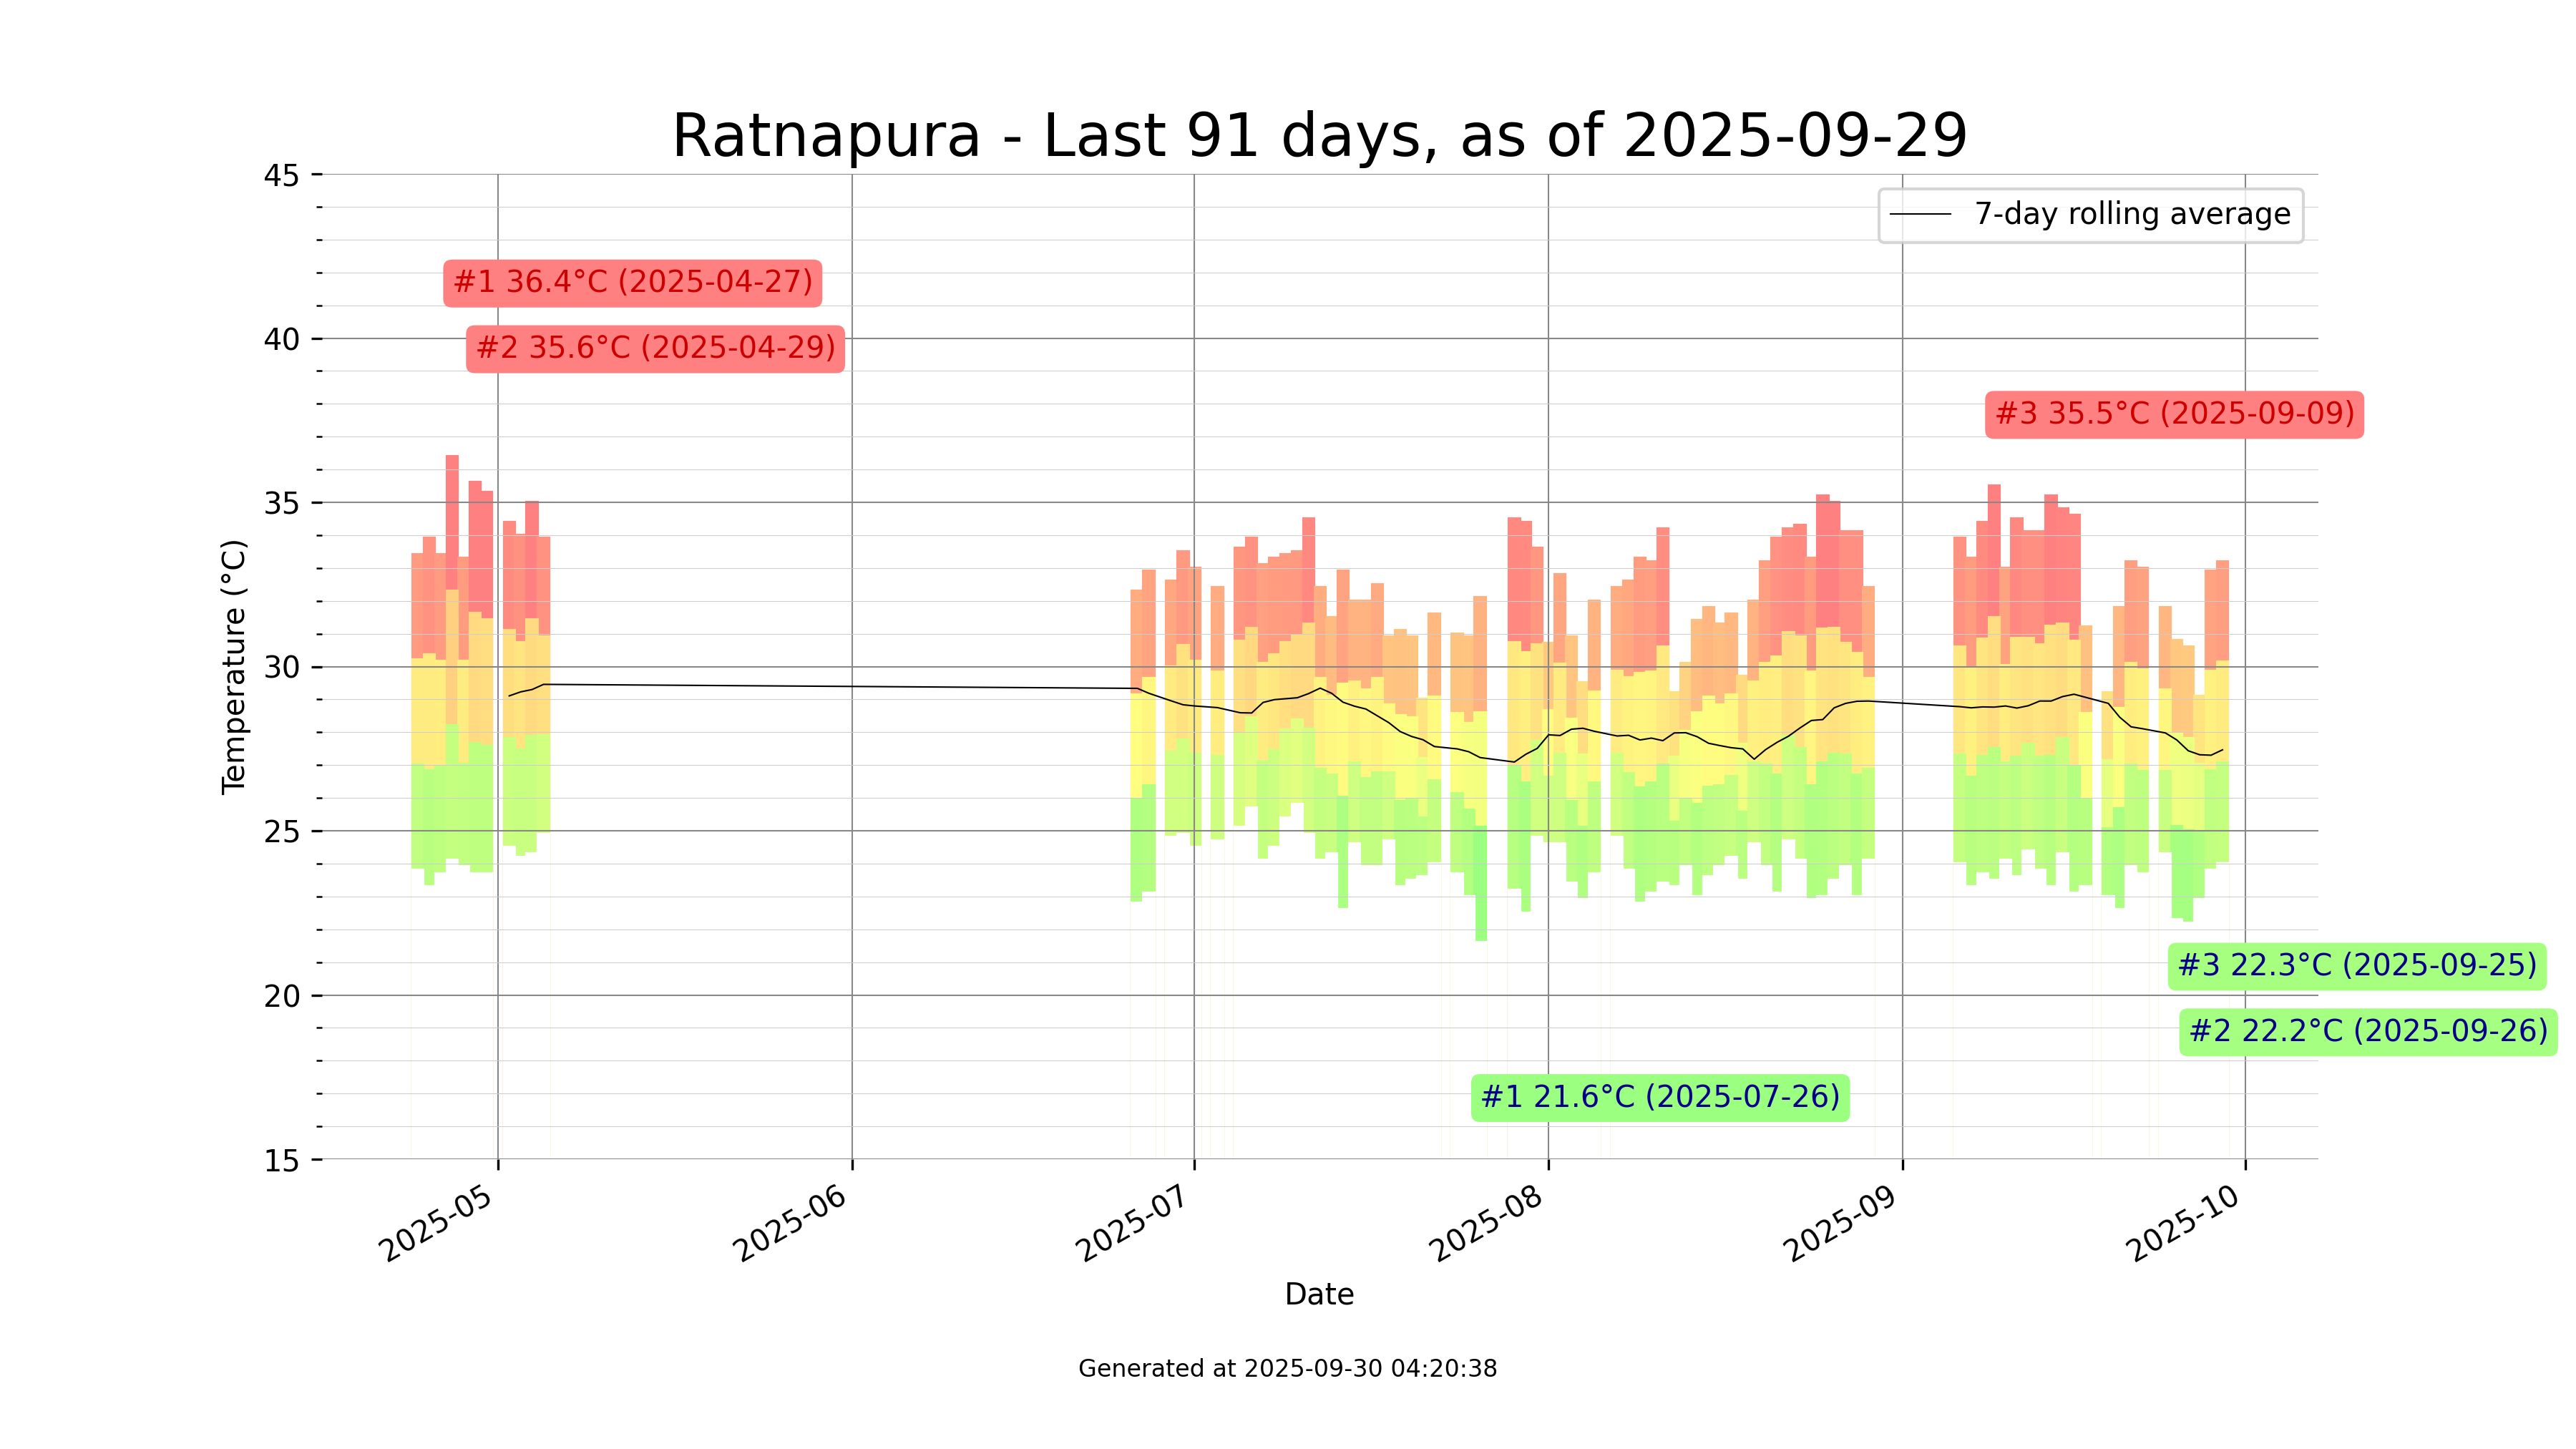 Ratnapura - Last 91 days, as of 2025-09-29
45
7-day rolling average
#1 36.4°C (2025-04-27)
40
#2 35.6°C (2025-04-29)
#3 35.5°C (2025-09-09)
35
Temperature (°C)
30
25
#3 22.3°C (2025-09-25)
20
#2 22.2°C (2025-09-26)
#1 21.6°C (2025-07-26)
15
2025-05
2025-06
2025-07
2025-08
2025-09
2025-10
Date
Generated at 2025-09-30 04:20:38